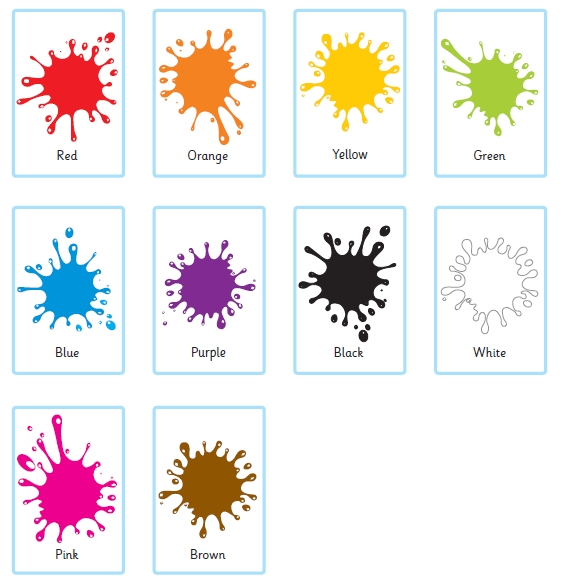 Red
Orange
Yellow
Green
Blue
Purple
Black
White
Pink
Brown